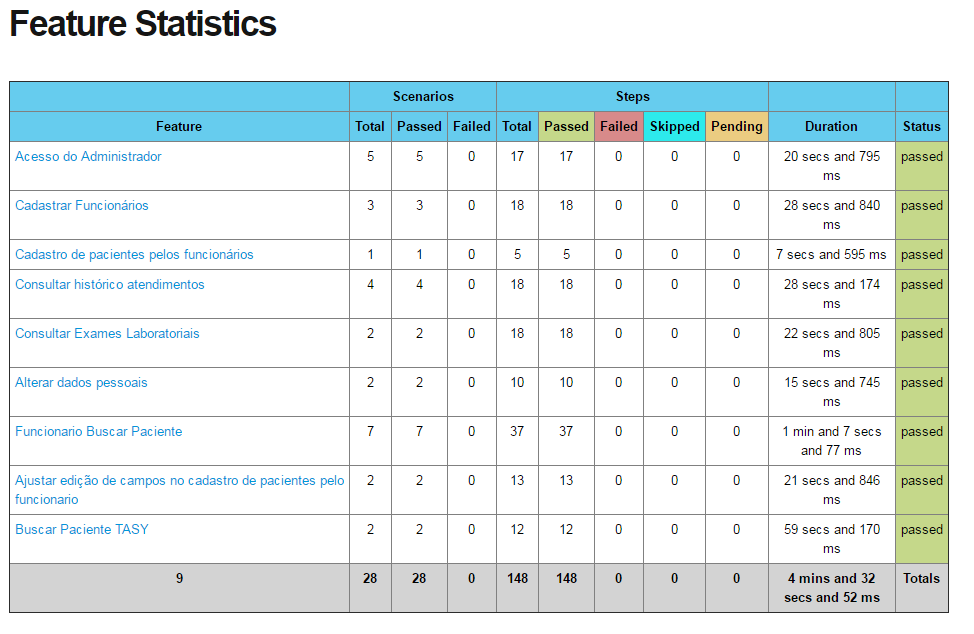 Feature Statistics
Scenarios Steps
Feature Total Passed Failed Total Passed Failed Skipped Pending Duration Status
Acesso do Administrador 5 5 0 17 17 0 0 0 20 secs and 795 passed
ms
Cadastrar Funcionários 3 3 0 18 18 0 0 0 28 secs and 840 passed
ms
Cadastro de pacientes pelos funcionários 1 1 0 5 5 0 0 0 7 secs and 595 ms passed
Consultar histórico atendimentos 4 4 0 18 18 0 0 0 28 secs and 174 passed
ms
Consultar Exames Laboratoriais 2 2 0 18 18 0 0 0 22 secs and 805 passed
ms
Alterar dados pessoais 2 2 0 10 10 0 0 0 15 secs and 745 passed
ms
Funcionario Buscar Paciente 7 7 0 37 37 0 0 0 1 min and 7 secs passed
and 77 ms
Ajustar edição de campos no cadastro de pacientes pelo 2 2 0 13 13 0 0 0 21 secs and 846 passed
funcionario ms
Buscar Paciente TASY 2 2 0 12 12 0 0 0 59 secs and 170 passed
ms
9 28 28 0 148 148 0 0 0 4 mins and 32 Totals
secs and 52 ms